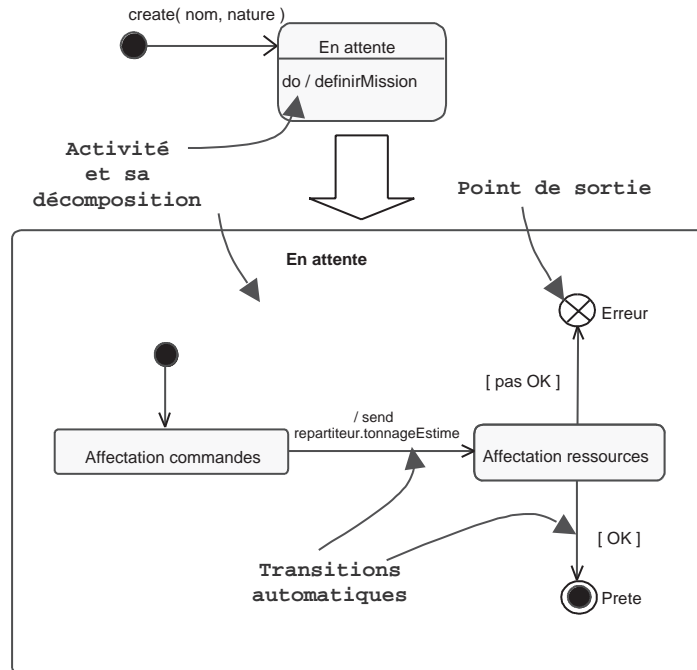 create( nom, nature )
En attente
do / definirMission
Activité
et sa
décomposition
Point de sortie
En attente
Erreur
[ pas OK ]
/ send
repartiteur.tonnageEstime
Affectation commandes
Affectation ressources
[ OK ]
Transitions
automatiques
Prete